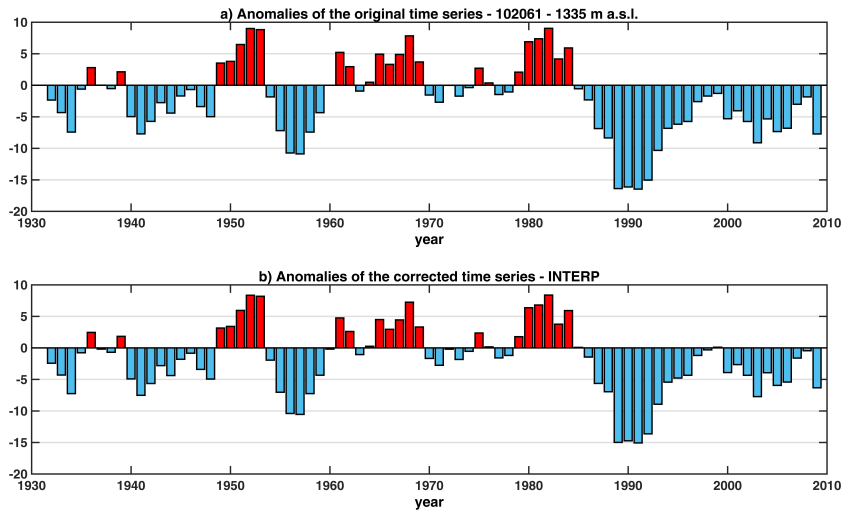 a) Anomalies of the original time series - 102061 - 1335 m a.s.l.
10
5
0
-5
-10
-15
-20
1930 1940 1950 1960 1970 1980 1990 2000 2010
year
b) Anomalies of the corrected time series - INTERP
10
5
0
-5
-10
-15
-20
1930 1940 1950 1960 1970 1980 1990 2000 2010
year